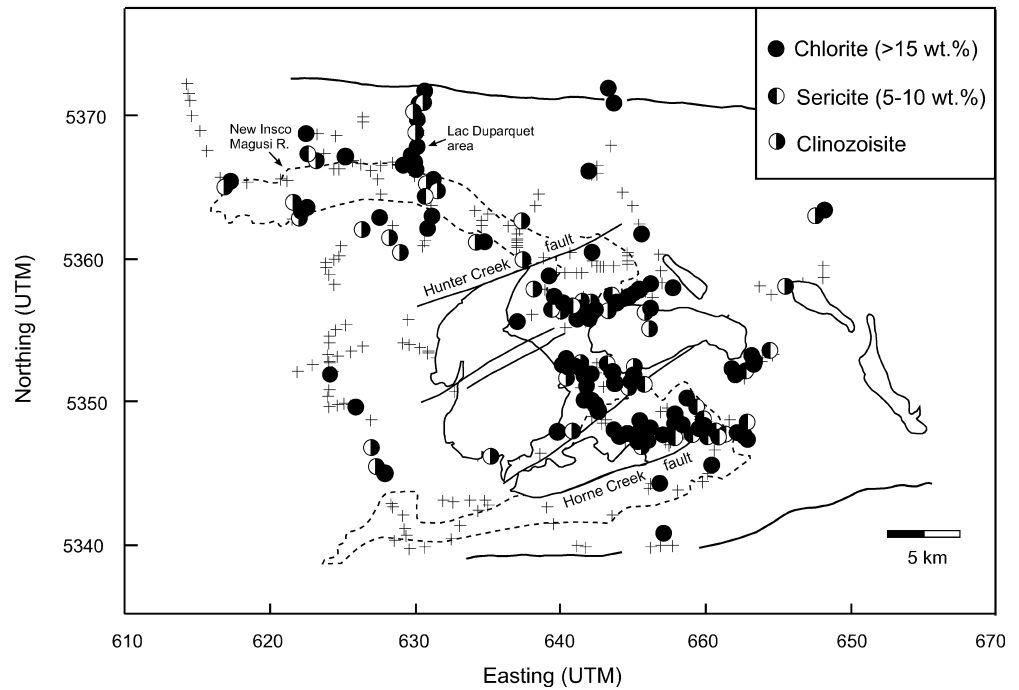 Chlorite (>15 wt.%)
Sericite (5-10 wt.%)
Clinozoisite
5370
5360
5350
5340
Northing (UTM)
New Insco
Magusi R.
Lac Duparquet
area
Hunter Creek fault
Horne Creek fault
5 km
610 620 630 640 660 650 670
Easting (UTM)